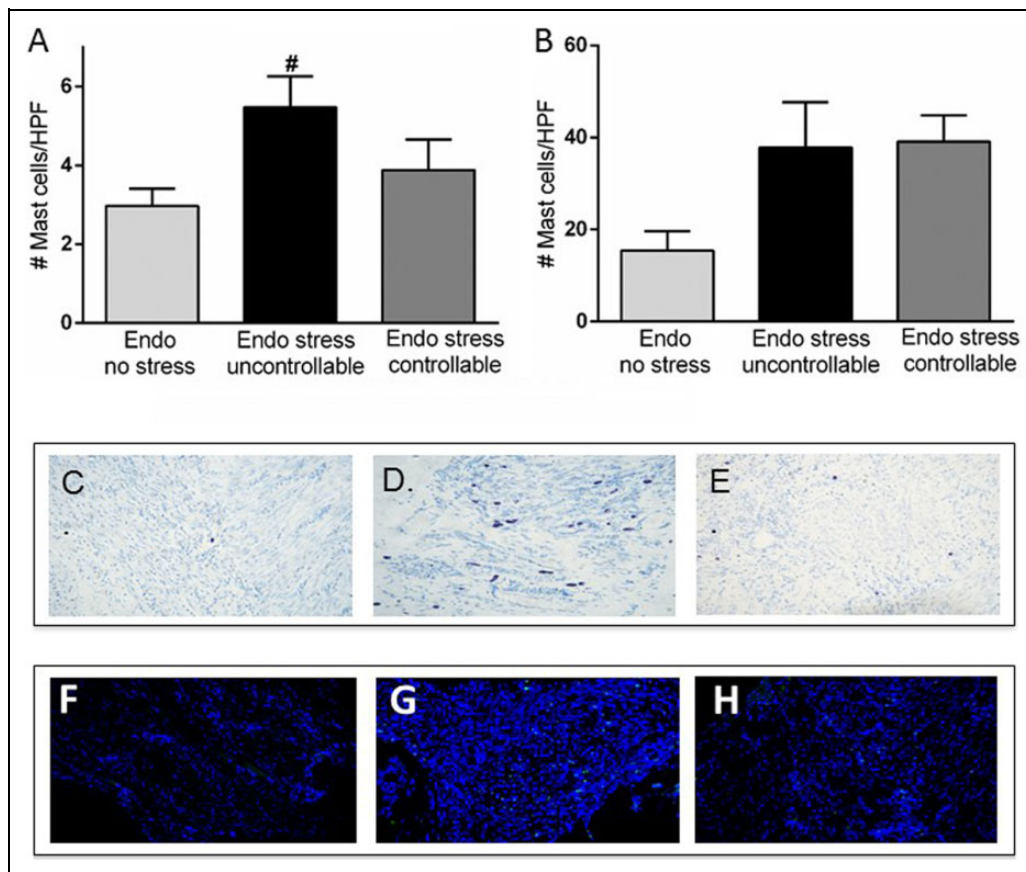 A
# Mast cells/HPF
6
4
2
0
#
Endo
no stress
Endo stress
uncontrollable
Endo stress
controllable
B
# Mast cells/HPF
60
40
20
0
Endo
no stress
Endo stress
uncontrollable
Endo stress
controllable
C
D.
E
F
G
H